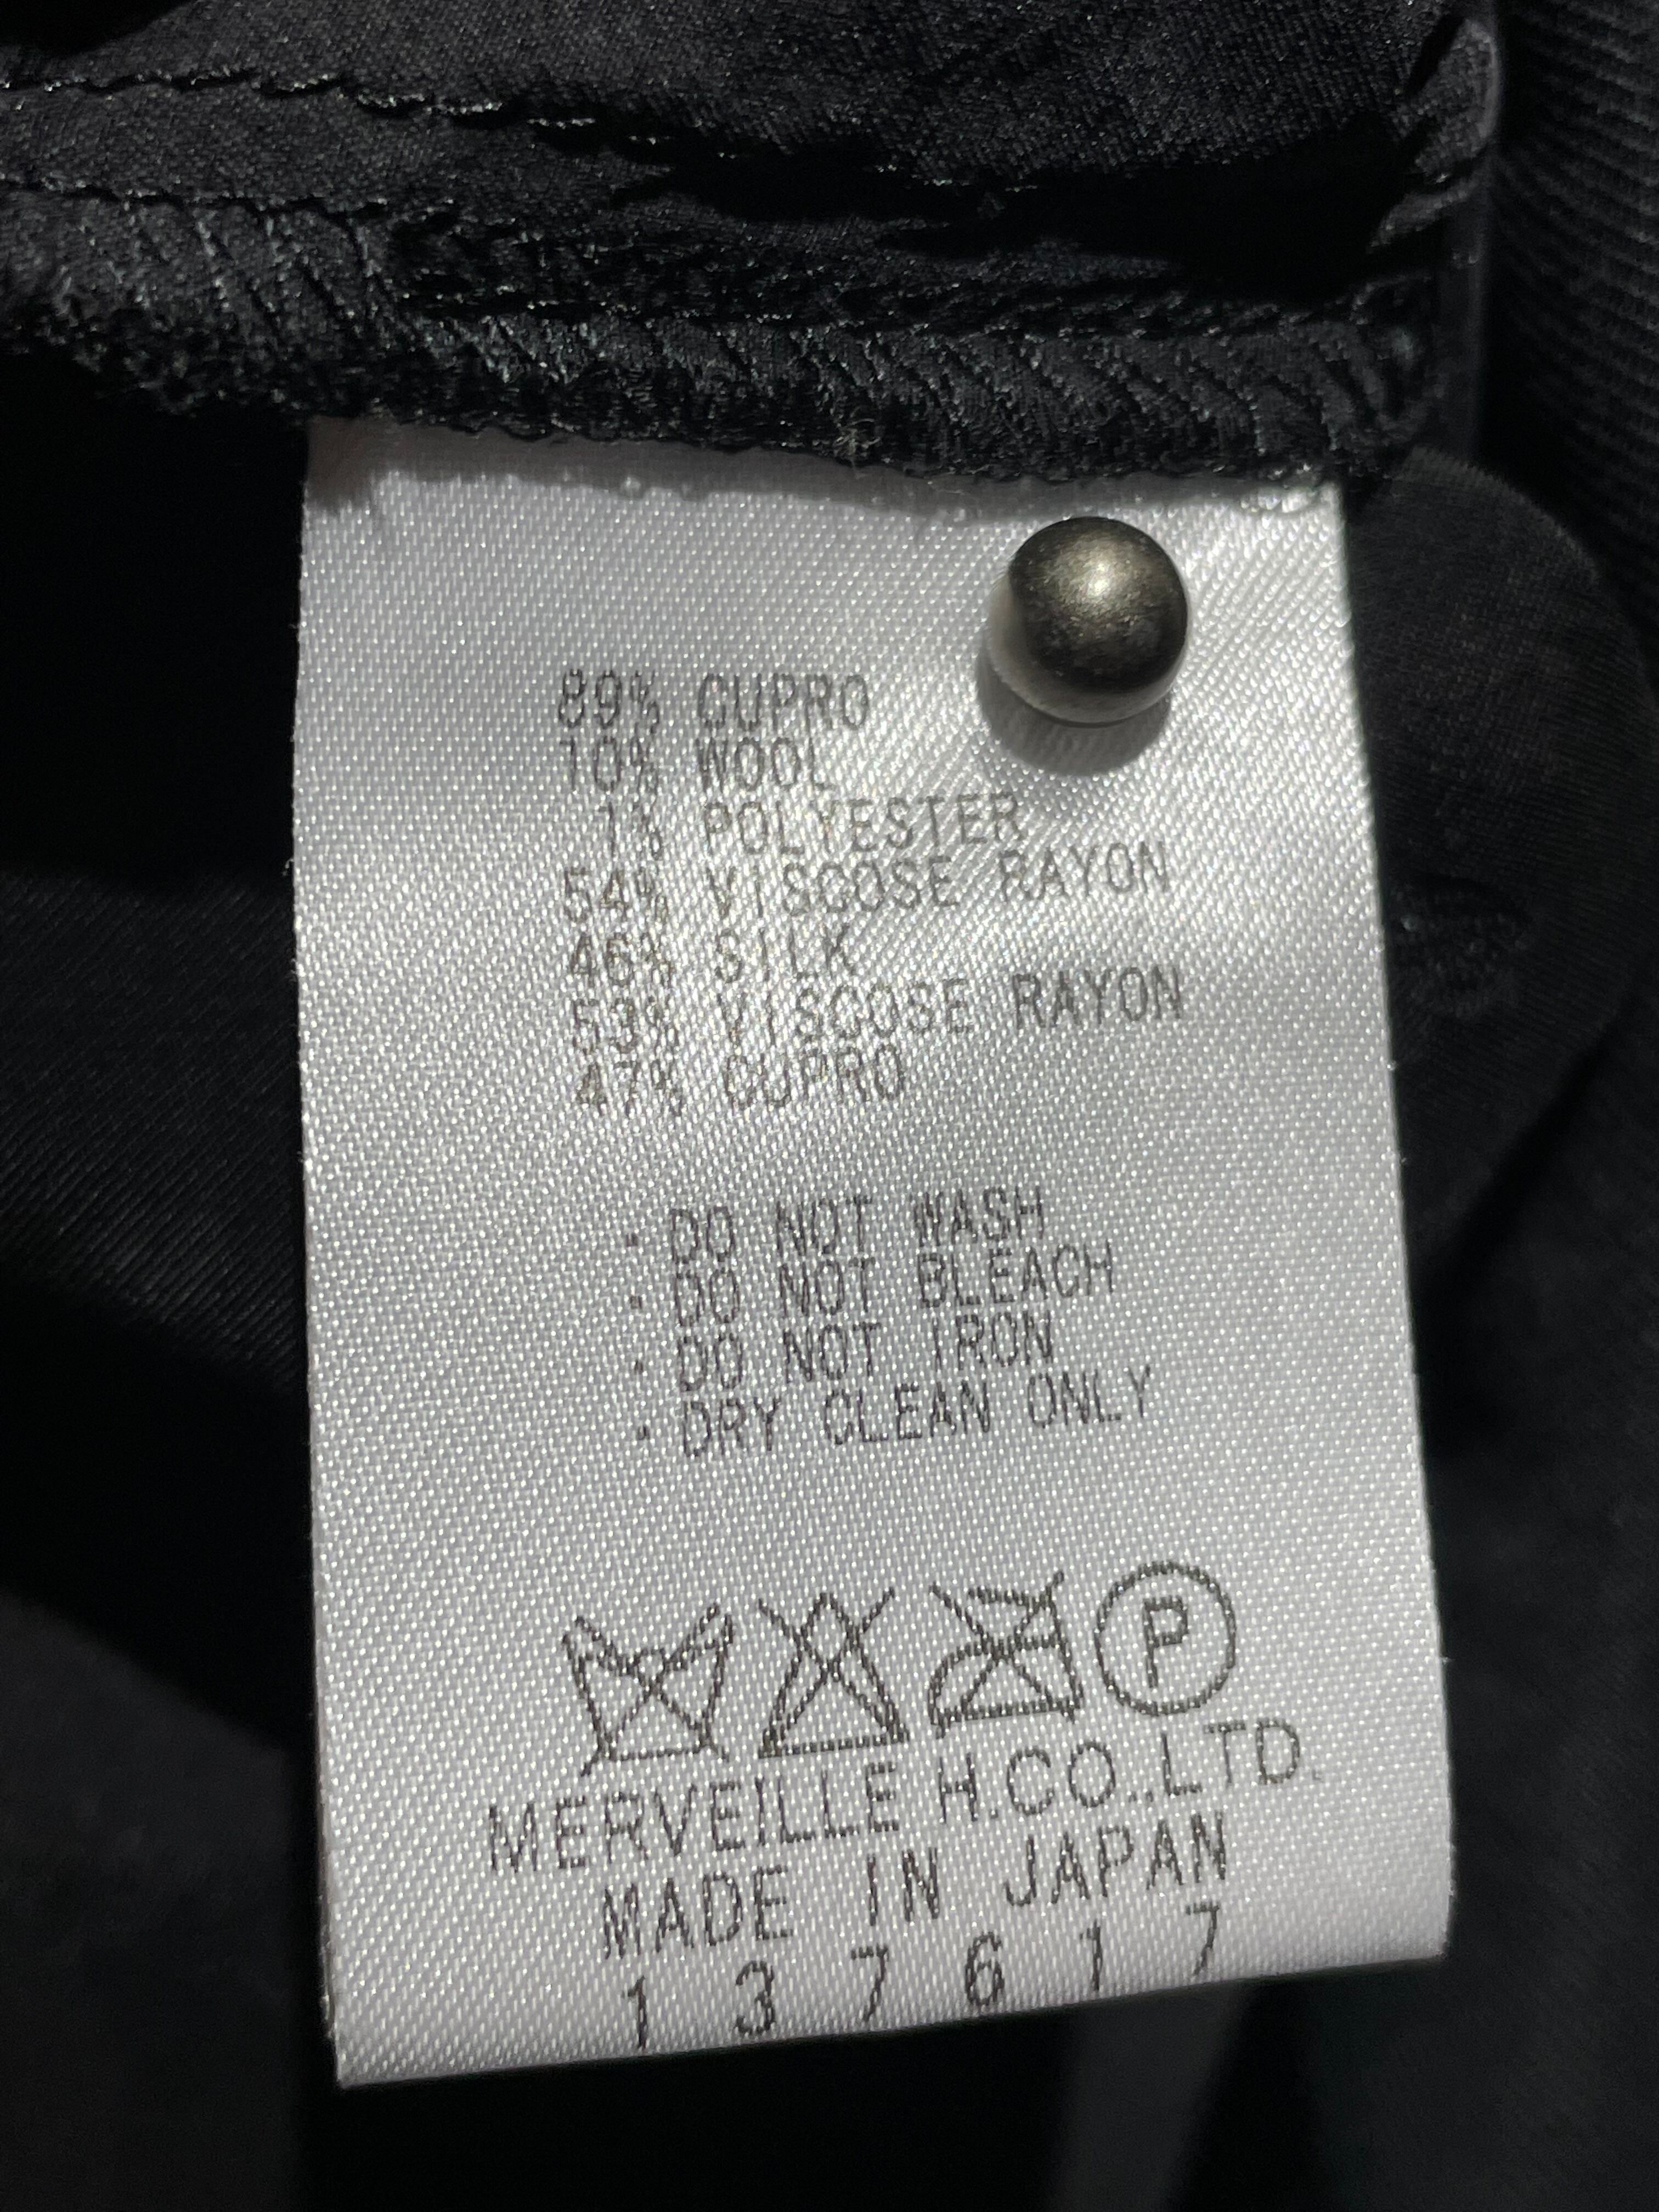 89% CUPRO
10% WOOL
1% POLYESTER
54% VISCOSE RAYON
46% SILK
53% VISCOSE RAYON
47% CUPRO
・DO NOT WASH
・DO NOT BLEACH
・DO NOT IRON
・DRY CLEAN ONLY
P
MERVEILLE H.CO.,LTD.
MADE IN JAPAN
137617